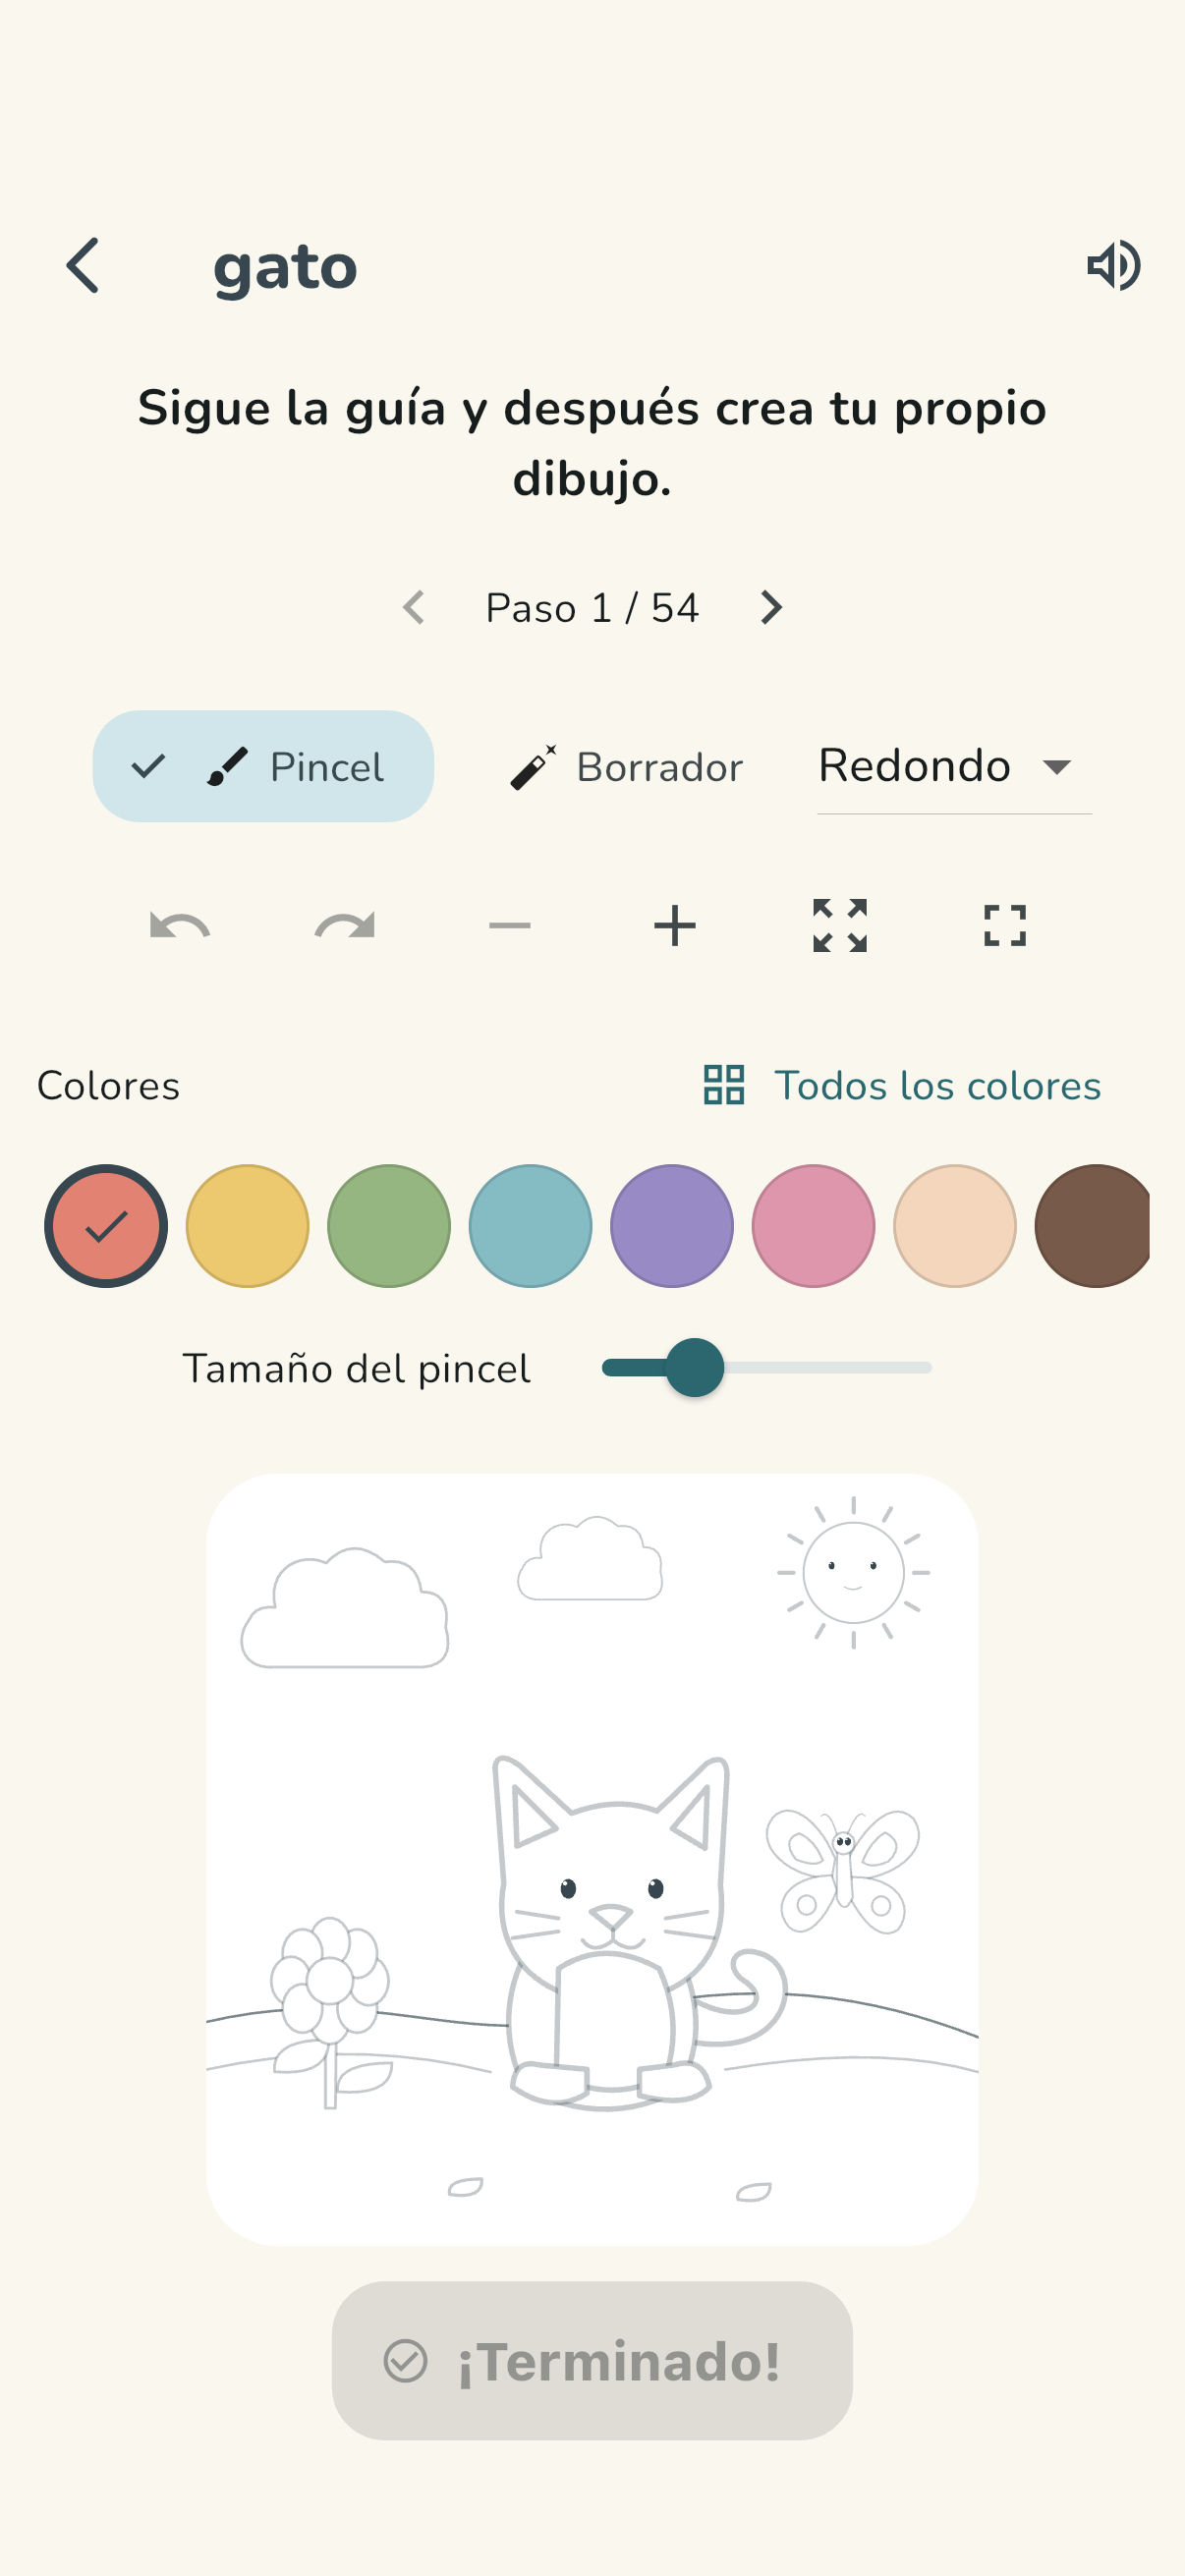 gato
Sigue la guía y después crea tu propio
dibujo.
Paso 1 / 54
Pincel
Borrador
Redondo
Colores
Todos los colores
Tamaño del pincel
¡Terminado!